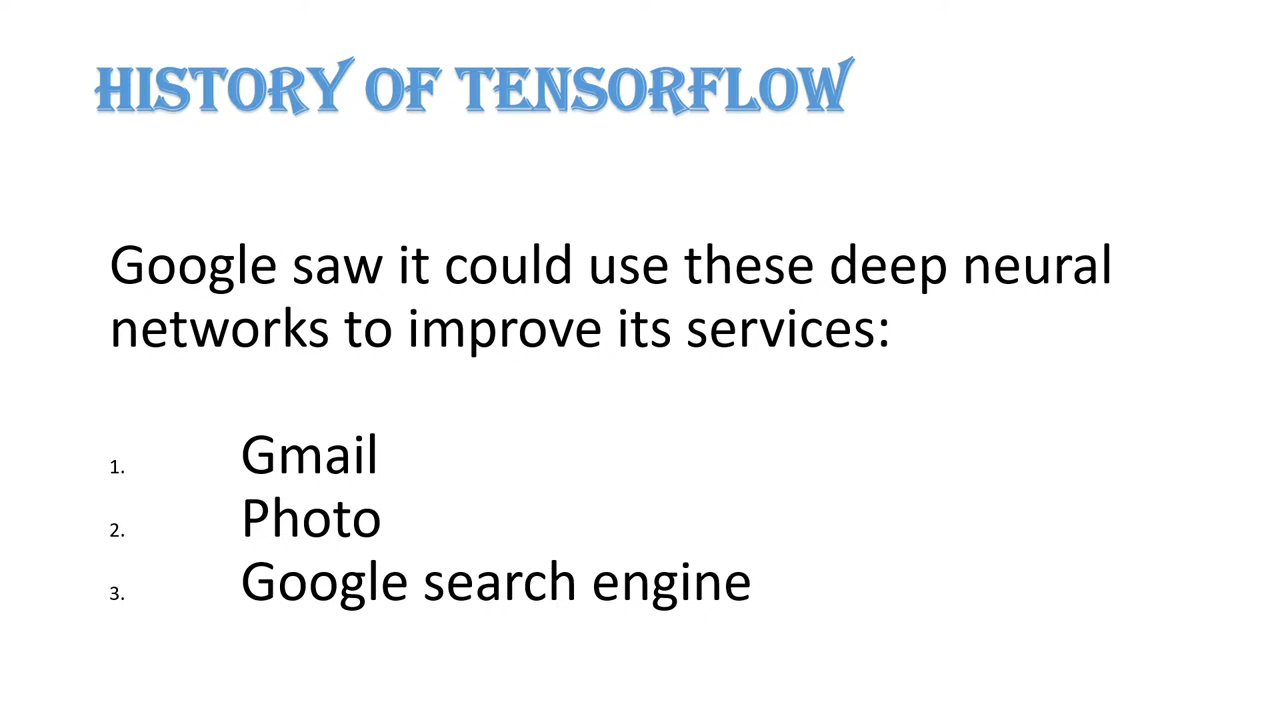 HISTORY OF TENSORFLOW
Google saw it could use these deep neural
networks to improve its services:
1. Gmail
2. Photo
3. Google search engine